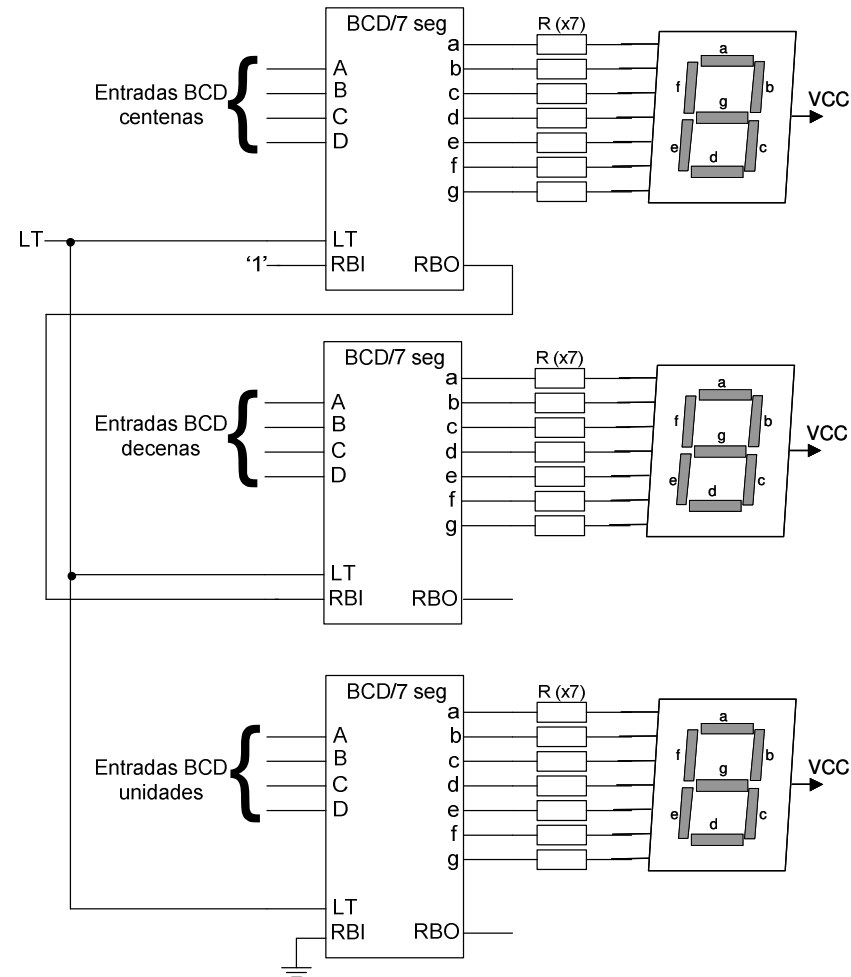 BCD/7 seg
R (x7)
a
b
c
d
e
f
g
Entradas BCD
centenas
A
B
C
D
a
b
c
d
e
f
g
VCC
LT
LT
'1'
RBI
RBO
BCD/7 seg
R (x7)
a
b
c
d
e
f
g
Entradas BCD
decenas
A
B
C
D
a
b
c
d
e
f
g
VCC
LT
RBI
RBO
BCD/7 seg
R (x7)
a
b
c
d
e
f
g
Entradas BCD
unidades
A
B
C
D
a
b
c
d
e
f
g
VCC
LT
RBI
RBO